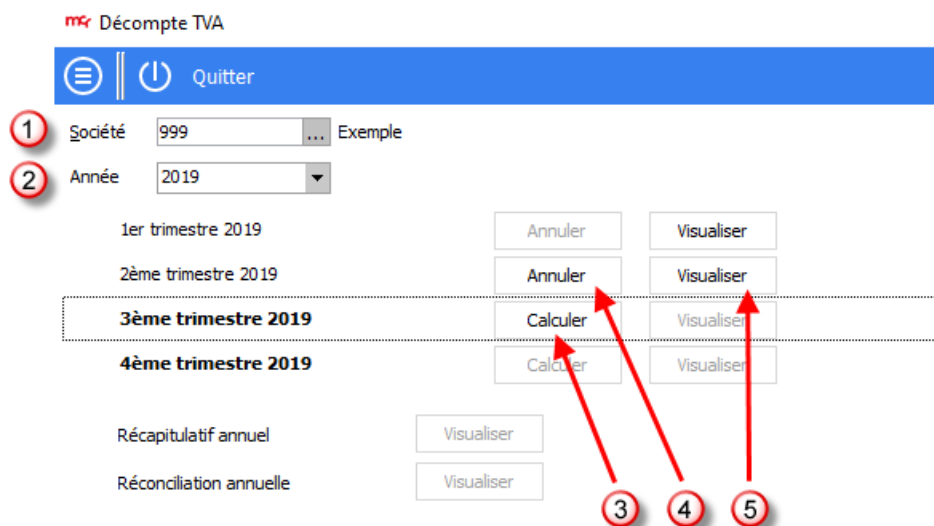 mcr Décompte TVA
Quitter
1 Société 999 ... Exemple
2 Année 2019
1er trimestre 2019 Annuler Visualiser
2ème trimestre 2019 Annuler Visualiser
3ème trimestre 2019 Calculer Visualiser
4ème trimestre 2019 Calculer Visualiser
Récapitulatif annuel Visualiser
Réconciliation annuelle Visualiser
3 4 5